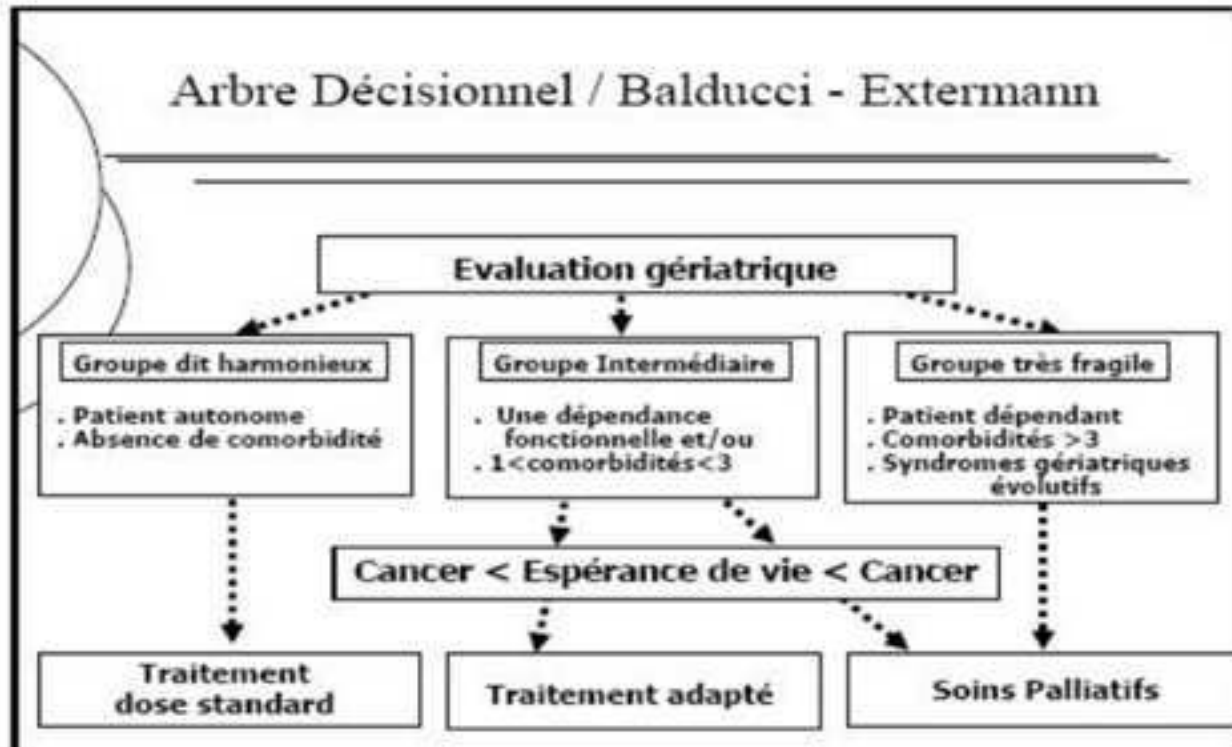 Arbre Décisionnel / Balducci - Extermann
Evaluation gériatrique
Groupe dit harmonieux
. Patient autonome
. Absence de comorbidité
Groupe Intermédiaire
. Une dépendance
fonctionnelle et/ou
. 1<comorbidités<3
Groupe très fragile
. Patient dépendant
. Comorbidités >3
. Syndromes gériatriques
évolutifs
Cancer < Espérance de vie < Cancer
Traitement
dose standard
Traitement adapté
Soins Palliatifs